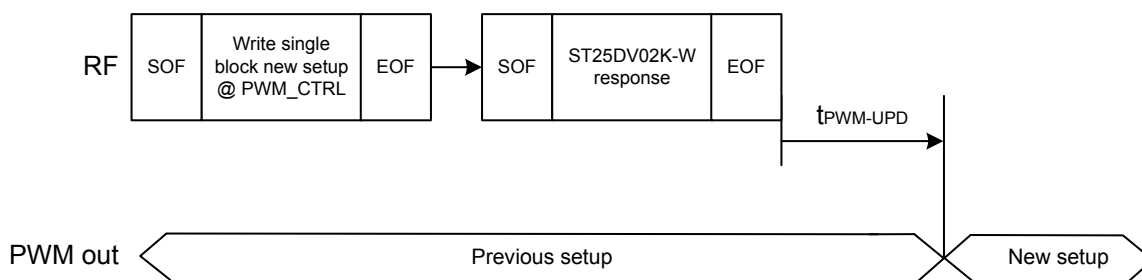 RF
SOF
Write single
block new setup
@ PWM_CTRL
EOF
SOF
ST25DV02K-W
response
EOF
tPWM-UPD
PWM out
Previous setup
New setup